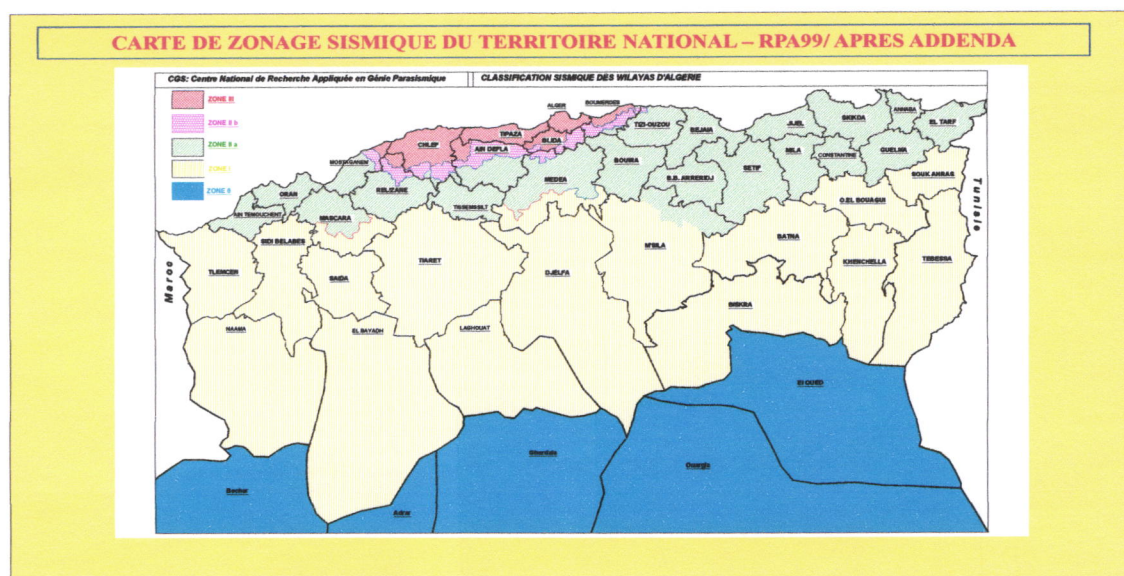 CARTE DE ZONAGE SISMIQUE DU TERRITOIRE NATIONAL – RPA99/ APRES ADDENDA
CGS: Centre National de Recherche Appliquée en Génie Parasismique
CLASSIFICATION SISMIQUE DES WILAYAS D'ALGERIE
ZONE III
ZONE II b
ZONE II a
ZONE I
ZONE 0
ALGER
BOUMERDES
TIPAZA
BLIDA
TIZI-OUZOU
BEJAIA
JIJEL
SKIKDA
ANNABA
EL TARF
CHLEF
AIN DEFLA
MOSTAGANEM
BOUIRA
MILA
CONSTANTINE
GUELMA
RELIZANE
MEDEA
B.B. ARRERIDJ
SETIF
SOUK AHRAS
ORAN
AIN TEMOUCHENT
MASCARA
TISSEMSILT
O.EL BOUAGUI
Tunisie
SIDI BELABES
M'SILA
BATNA
TLEMCEN
SAIDA
TIARET
DJELFA
KHENCHELLA
TEBESSA
Maroc
BISKRA
NAAMA
EL BAYADH
LAGHOUAT
El OUED
Ghardaia
Ouargla
Bechar
Adrar